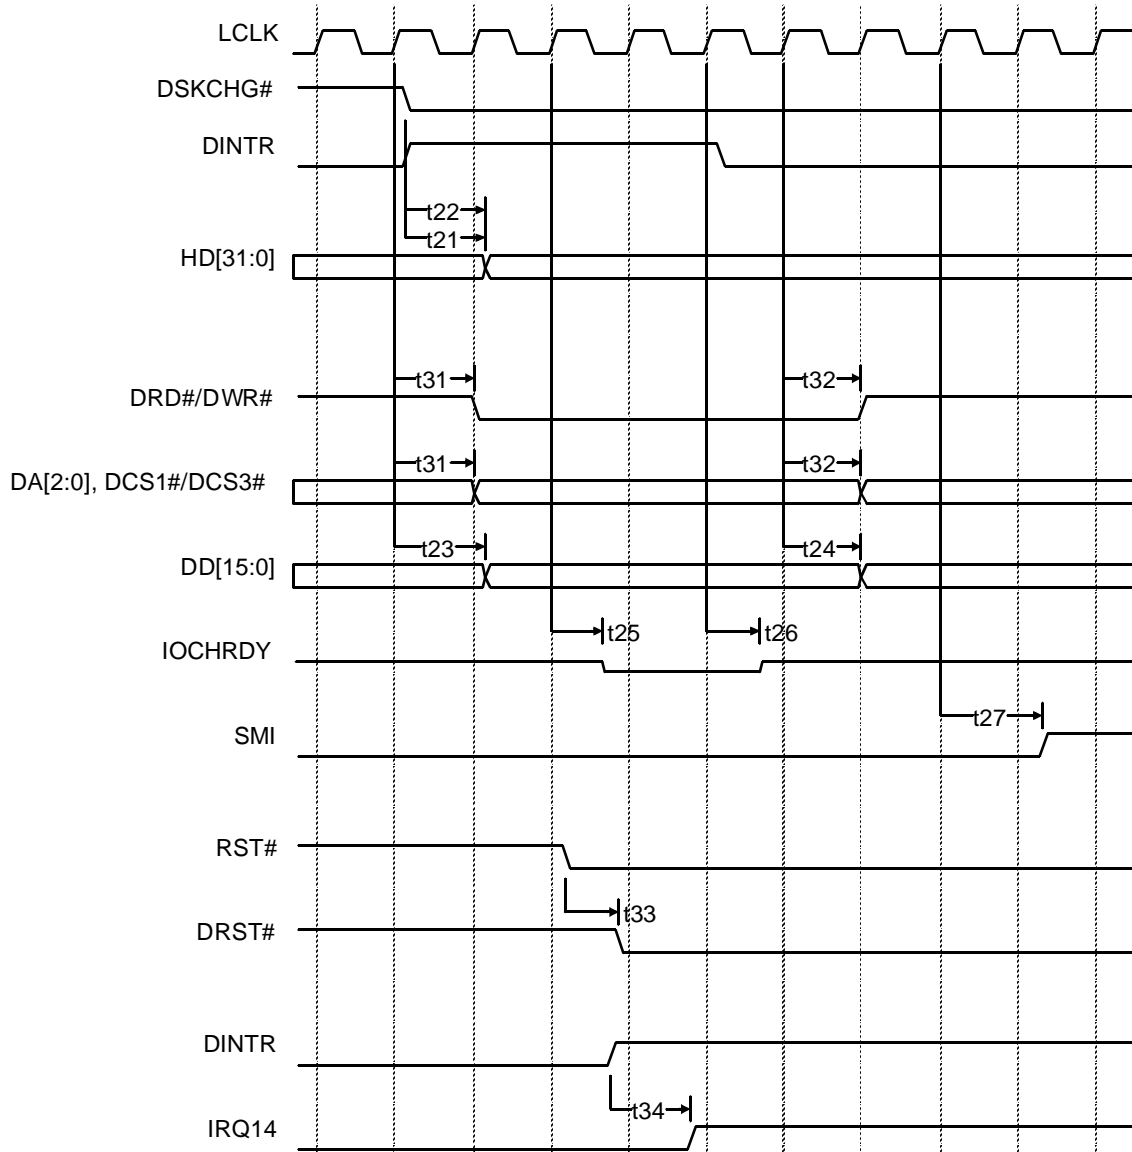 LCLK
DSKCHG#
DINTR
t22
t21
HD[31:0]
t31 t32
DRD#/DWR#
t31 t32
DA[2:0], DCS1#/DCS3#
t23 t24
DD[15:0]
t25 t26
IOCHRDY
t27
SMI
RST#
t33
DRST#
DINTR
t34
IRQ14